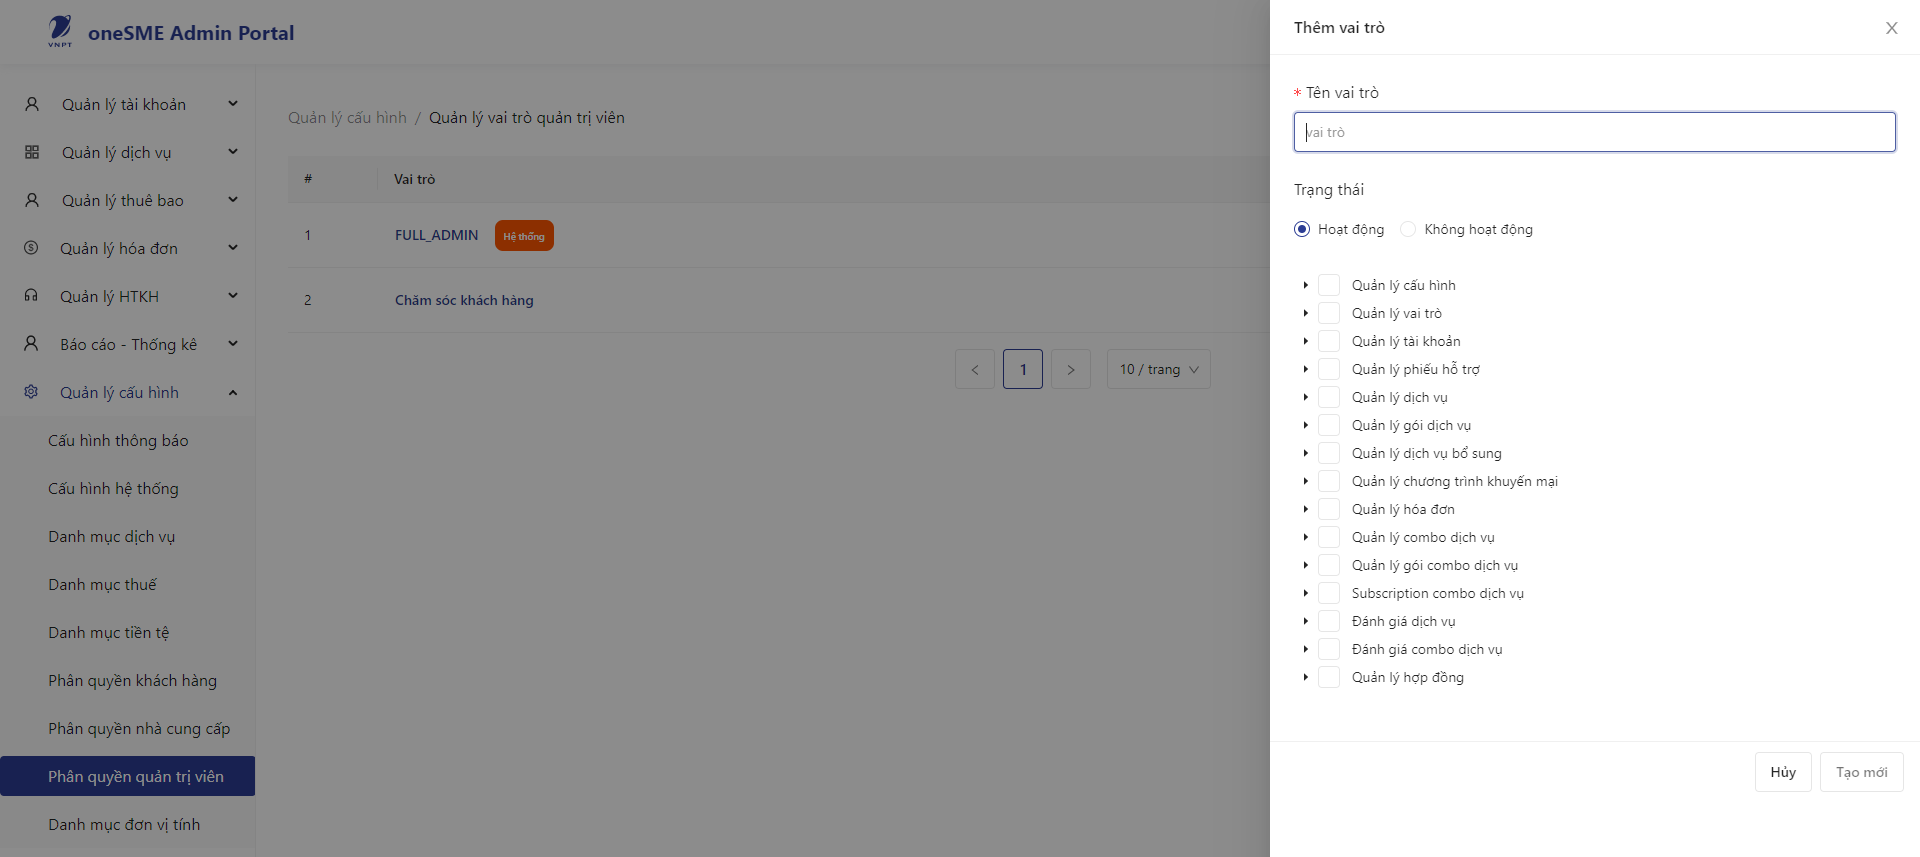 VNPT
oneSME Admin Portal
Quản lý tài khoản
Quản lý dịch vụ
Quản lý thuê bao
Quản lý hóa đơn
Quản lý HTKH
Báo cáo - Thống kê
Quản lý cấu hình
Cấu hình thông báo
Cấu hình hệ thống
Danh mục dịch vụ
Danh mục thuế
Danh mục tiền tệ
Phân quyền khách hàng
Phân quyền nhà cung cấp
Phân quyền quản trị viên
Danh mục đơn vị tính
Quản lý cấu hình / Quản lý vai trò quản trị viên
# Vai trò
1 FULL_ADMIN Hệ thống
2 Chăm sóc khách hàng
< 1 > 10 / trang
Thêm vai trò
* Tên vai trò
vai trò
Trạng thái
Hoạt động Không hoạt động
Quản lý cấu hình
Quản lý vai trò
Quản lý tài khoản
Quản lý phiếu hỗ trợ
Quản lý dịch vụ
Quản lý gói dịch vụ
Quản lý dịch vụ bổ sung
Quản lý chương trình khuyến mại
Quản lý hóa đơn
Quản lý combo dịch vụ
Quản lý gói combo dịch vụ
Subscription combo dịch vụ
Đánh giá dịch vụ
Đánh giá combo dịch vụ
Quản lý hợp đồng
Hủy Tạo mới